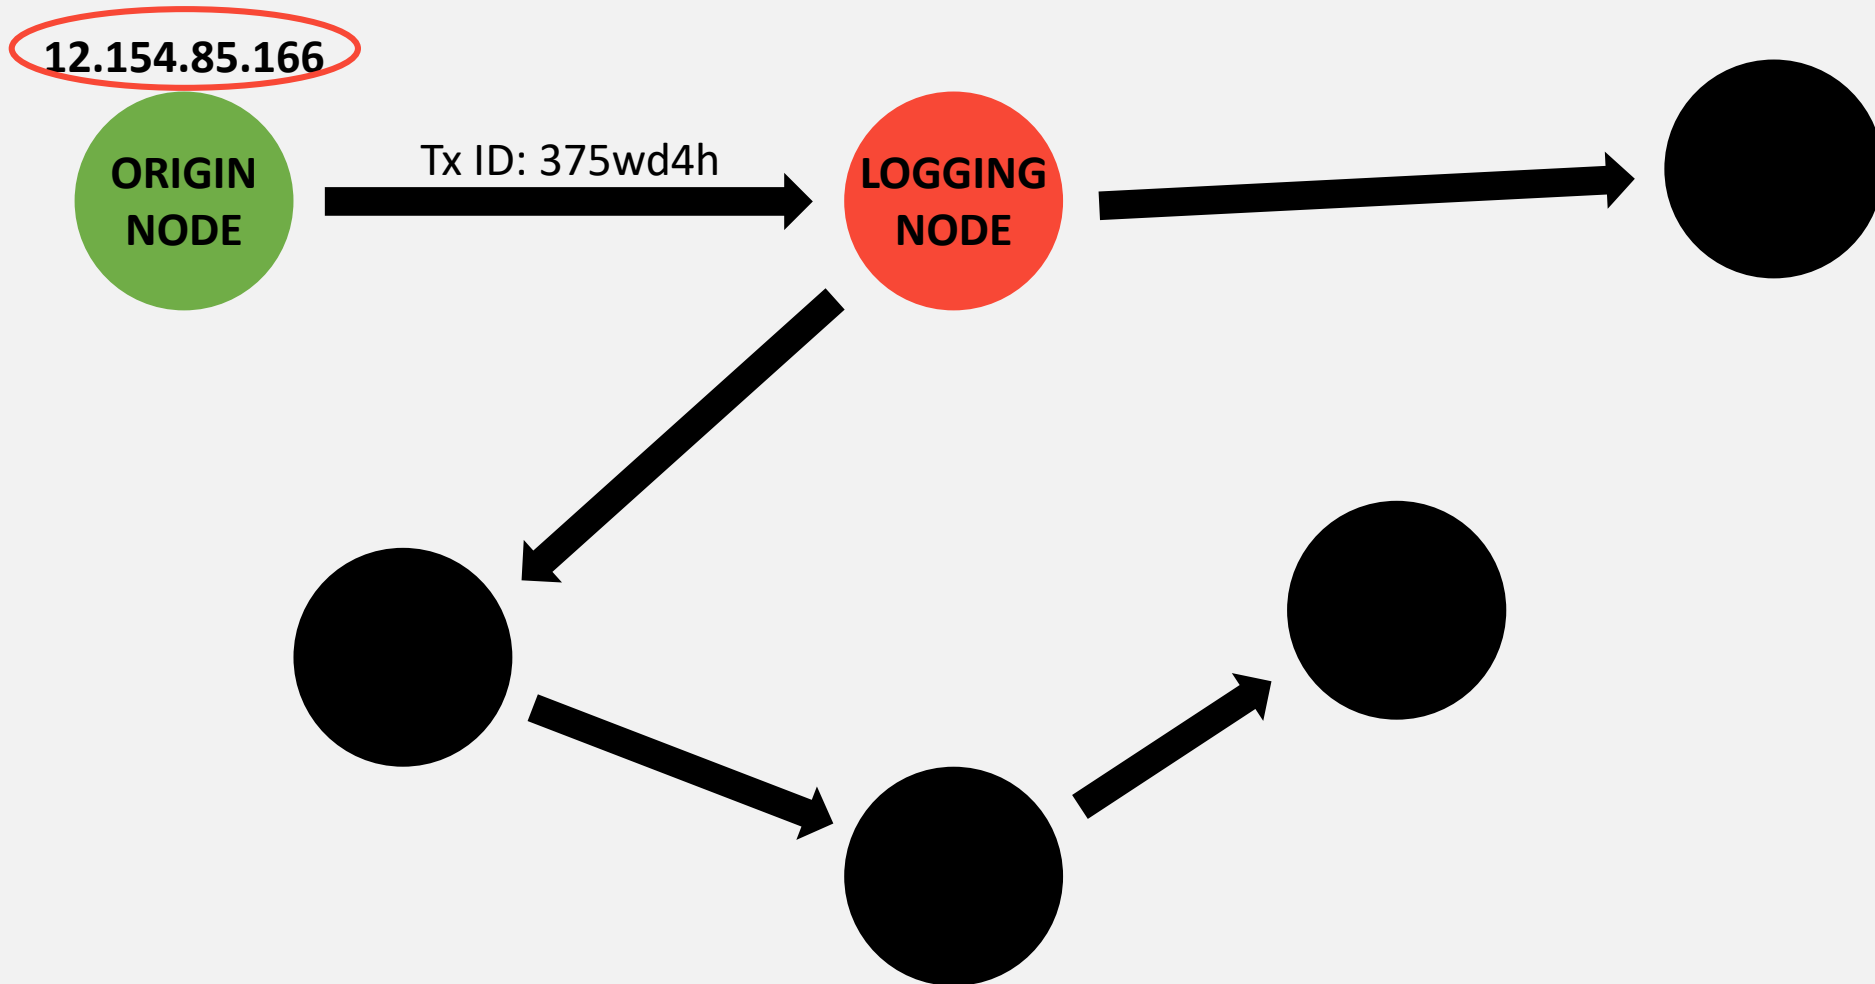 12.154.85.166
ORIGIN
NODE
Tx ID: 375wd4h
LOGGING
NODE